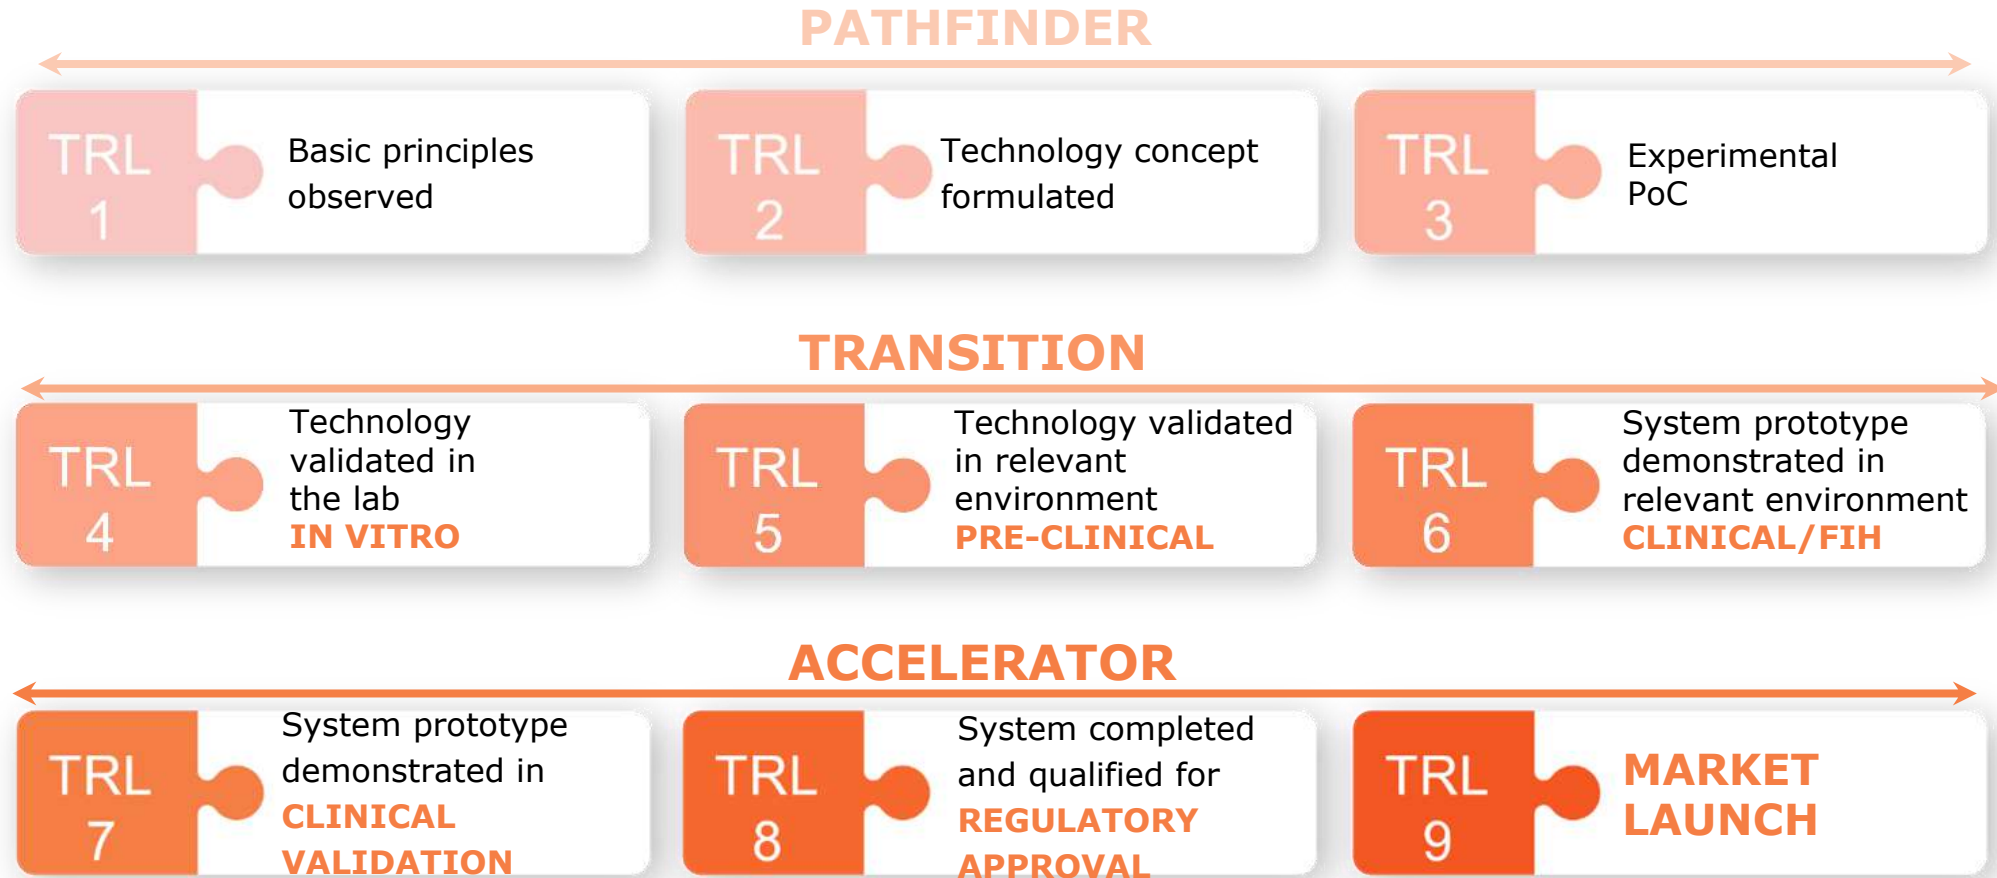 PATHFINDER
TRL
1
Basic principles
observed
TRL
2
Technology concept
formulated
TRL
3
Experimental
PoC
TRANSITION
TRL
4
Technology
validated in
the lab
IN VITRO
TRL
5
Technology validated
in relevant
environment
PRE-CLINICAL
TRL
6
System prototype
demonstrated in
relevant environment
CLINICAL/FIH
ACCELERATOR
TRL
7
System prototype
demonstrated in
CLINICAL
VALIDATION
TRL
8
System completed
and qualified for
REGULATORY
APPROVAL
TRL
9
MARKET
LAUNCH